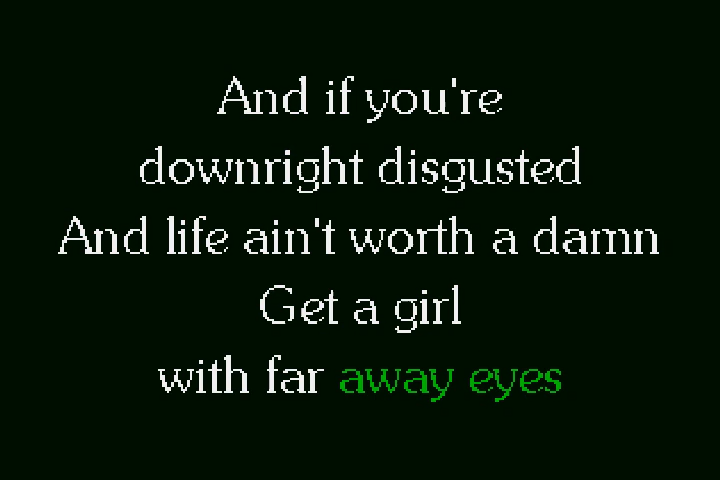 And if you're
downright disgusted
And life ain't worth a damn
Get a girl
with far away eyes